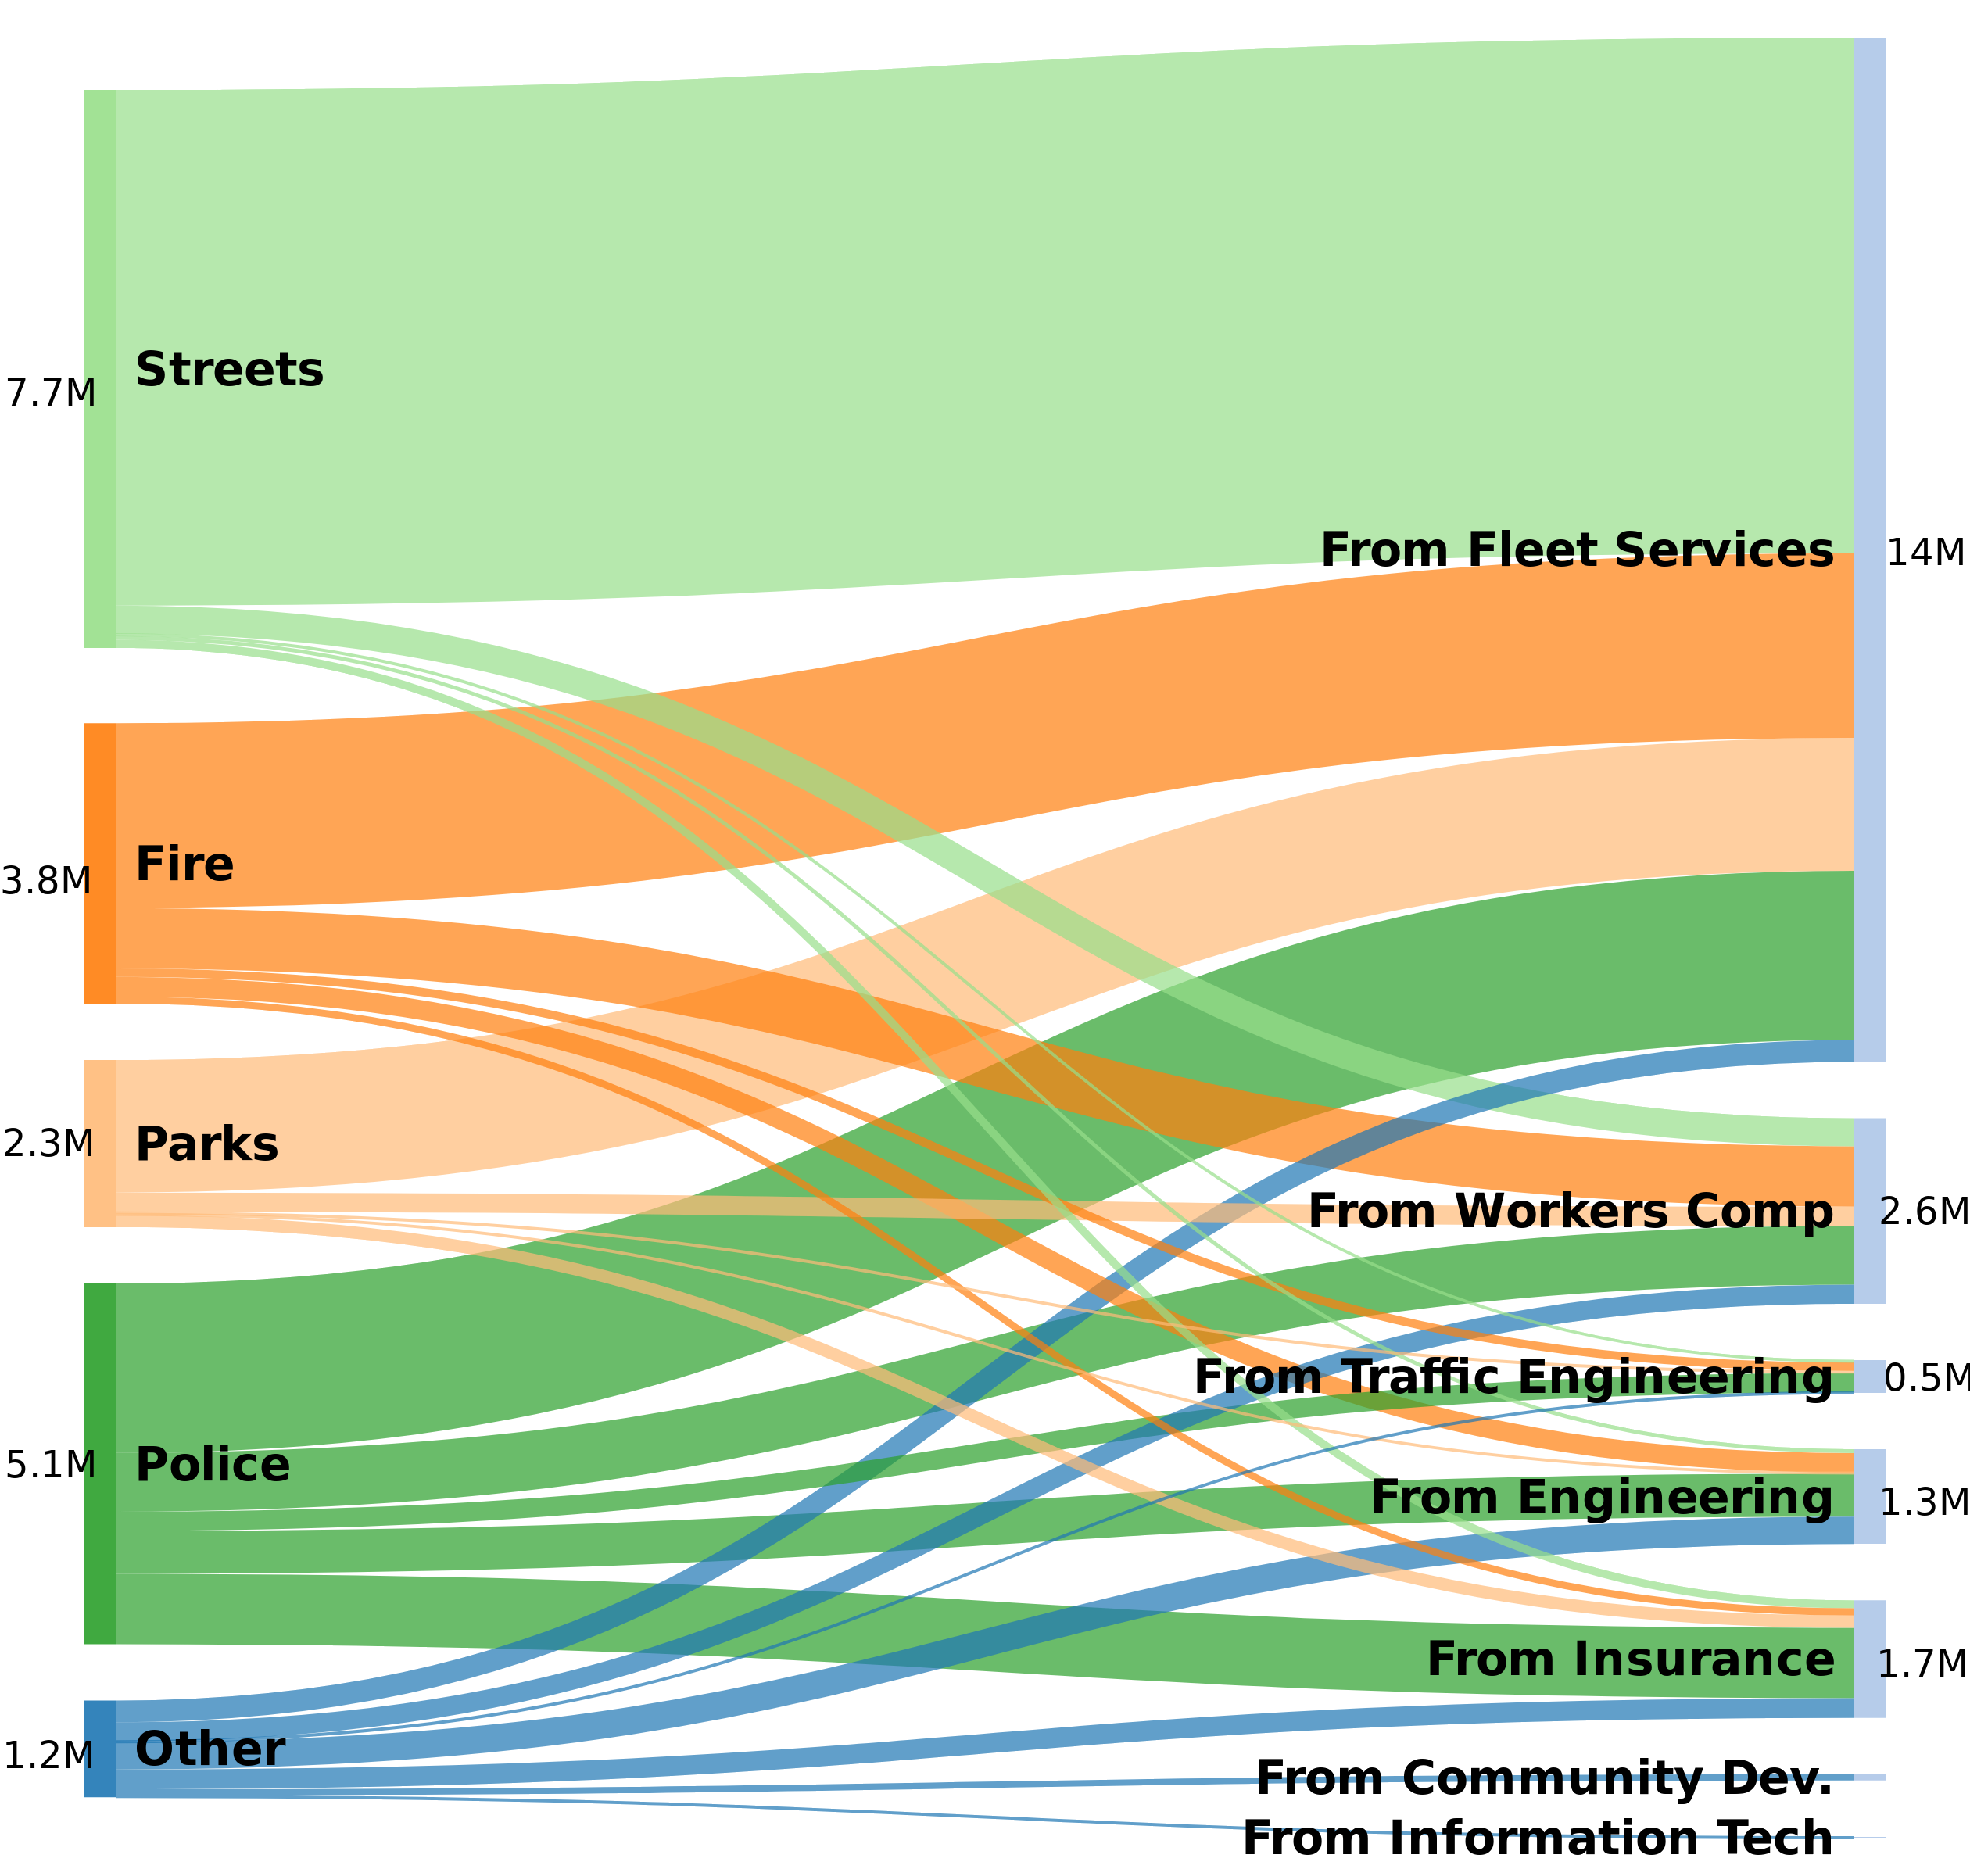 Streets
7.7M
From Fleet Services
14M
Fire
3.8M
Parks
2.3M
From Workers Comp
2.6M
From Traffic Engineering
0.5M
Police
5.1M
From Engineering
1.3M
From Insurance
1.7M
Other
1.2M
From Community Dev.
From Information Tech